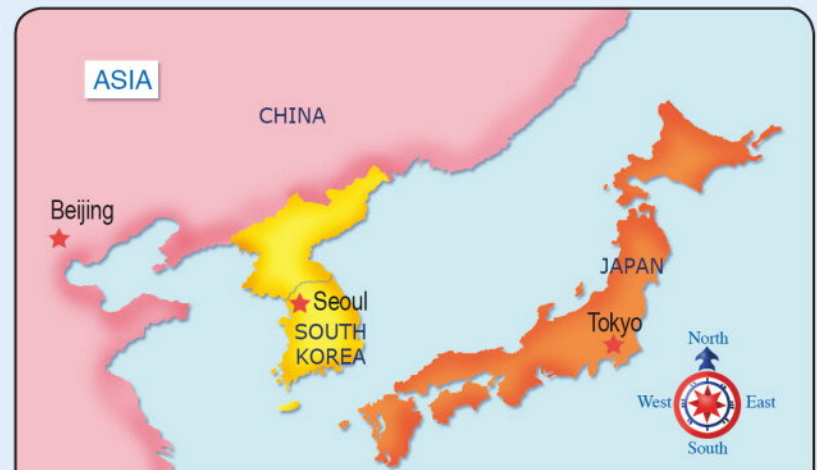 ASIA
CHINA
Beijing
JAPAN
Seoul
SOUTH
KOREA
Tokyo
North
West
East
South